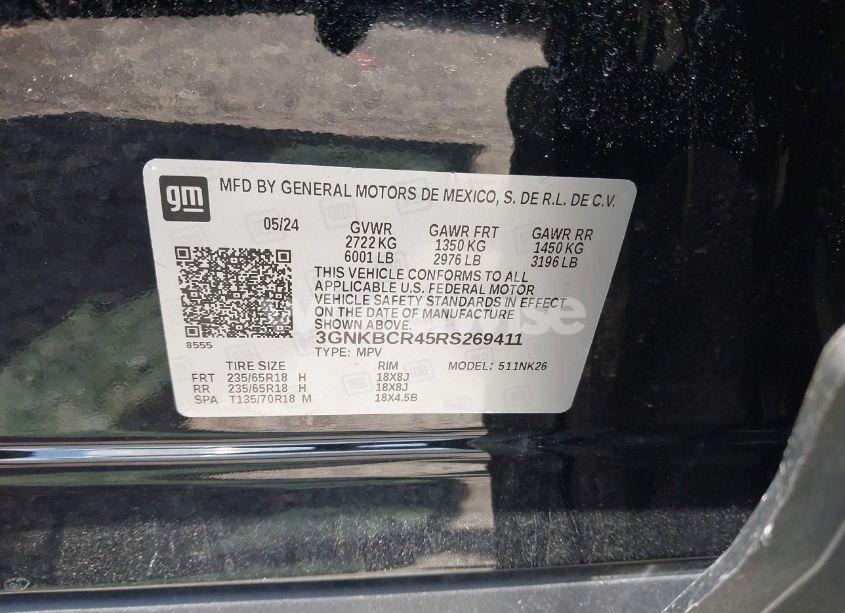 gm MFD BY GENERAL MOTORS DE MEXICO, S. DE R.L. DE C.V.
05/24 GVWR GAWR FRT GAWR RR
2722 KG 1350 KG 1450 KG
6001 LB 2976 LB 3196 LB
THIS VEHICLE CONFORMS TO ALL
APPLICABLE U.S. FEDERAL MOTOR
VEHICLE SAFETY STANDARDS IN EFFECT
ON THE DATE OF MANUFACTURE
SHOWN ABOVE.
8555 3GNKBCR45RS269411
TYPE: MPV MODEL: 511NK26
TIRE SIZE RIM
FRT 235/65R18 H 18X8J
RR 235/65R18 H 18X8J
SPA T135/70R18 M 18X4.5B